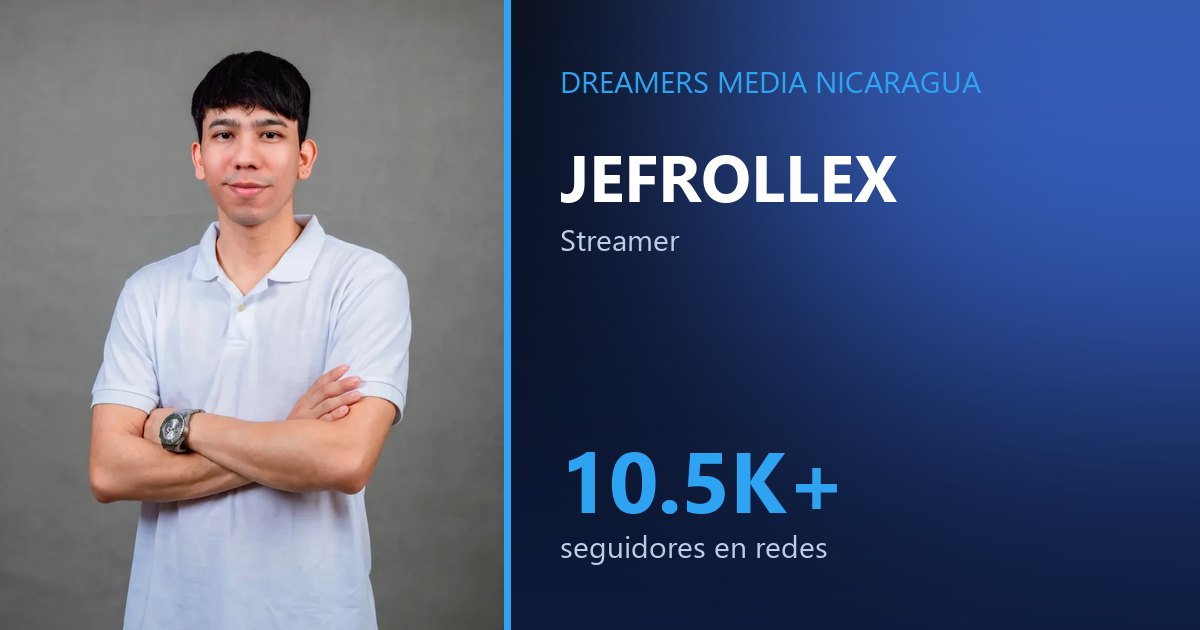 DREAMERS MEDIA NICARAGUA
JEFROLLEX
Streamer
10.5K+
seguidores en redes